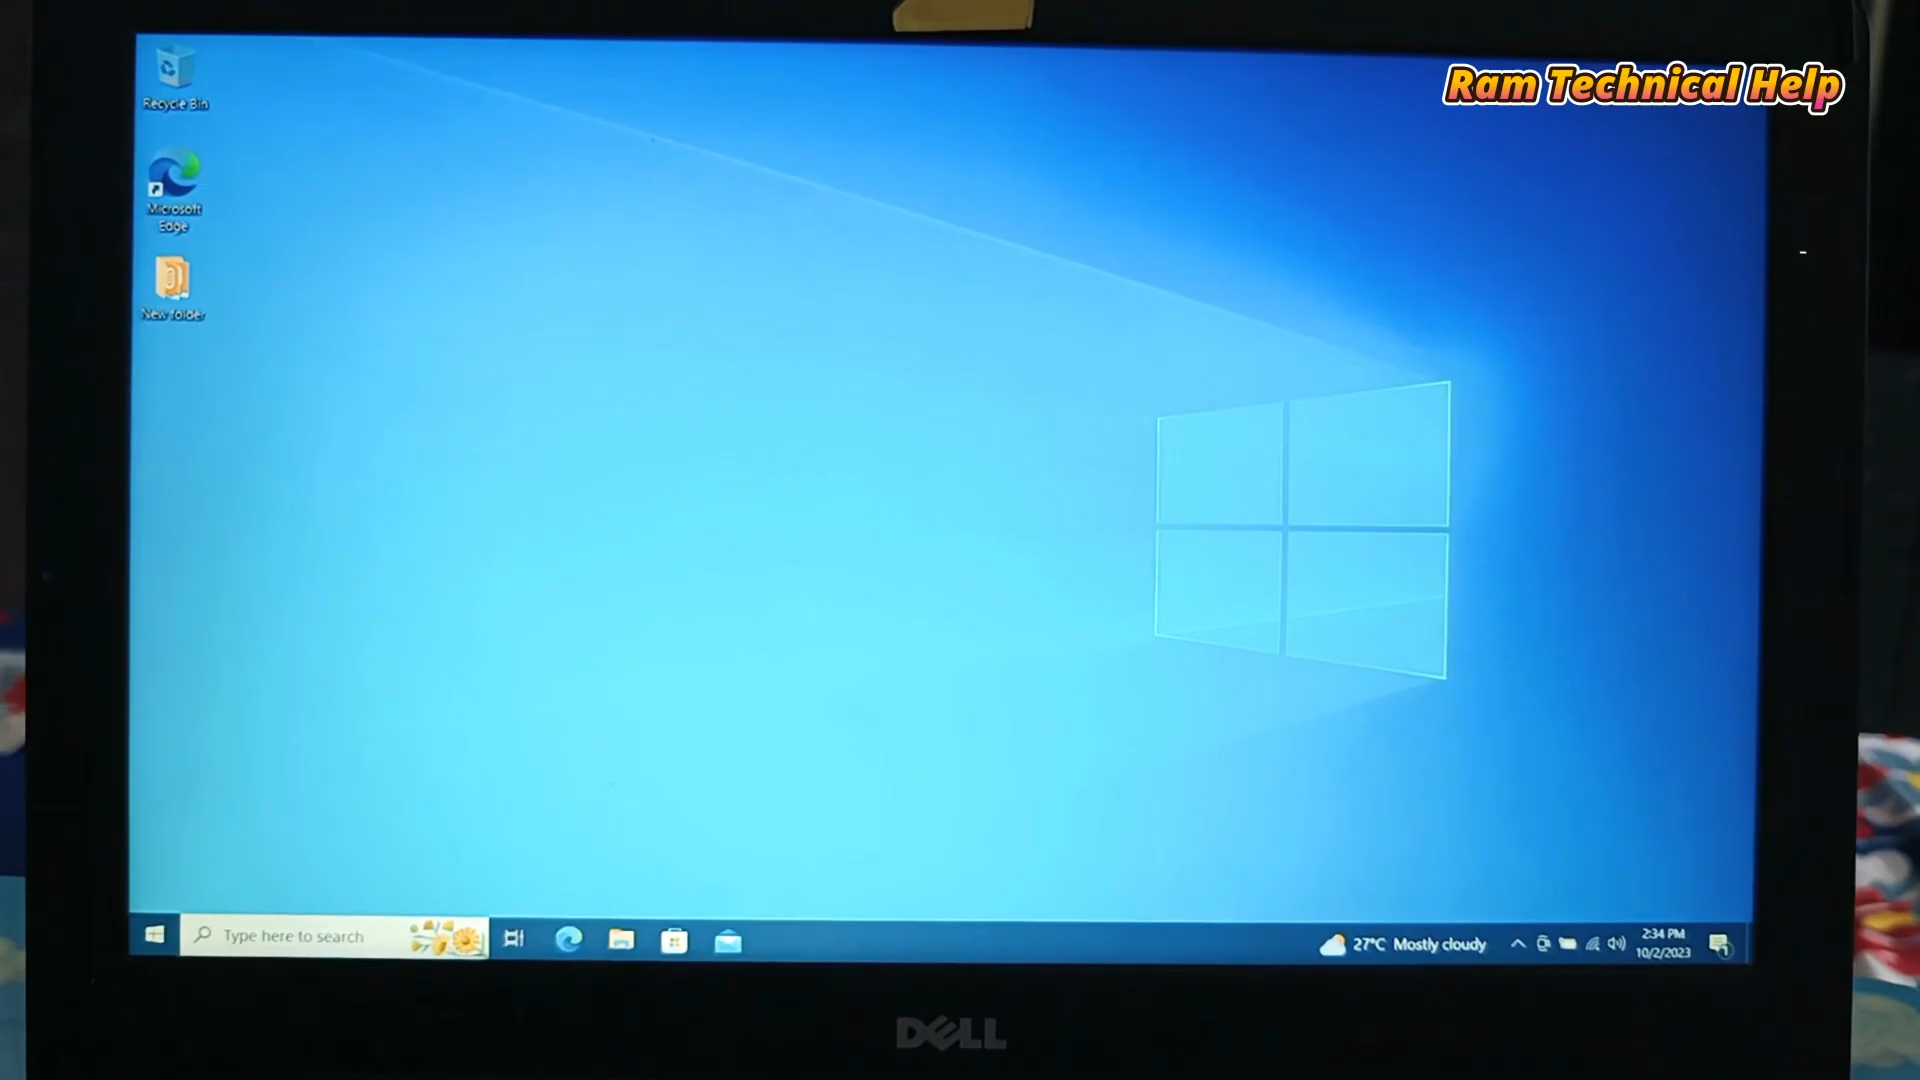 Ram Technical Help
Recycle Bin
Microsoft
Edge
New folder
Type here to search
27°C Mostly cloudy
2:34 PM
10/2/2023
1
DELL